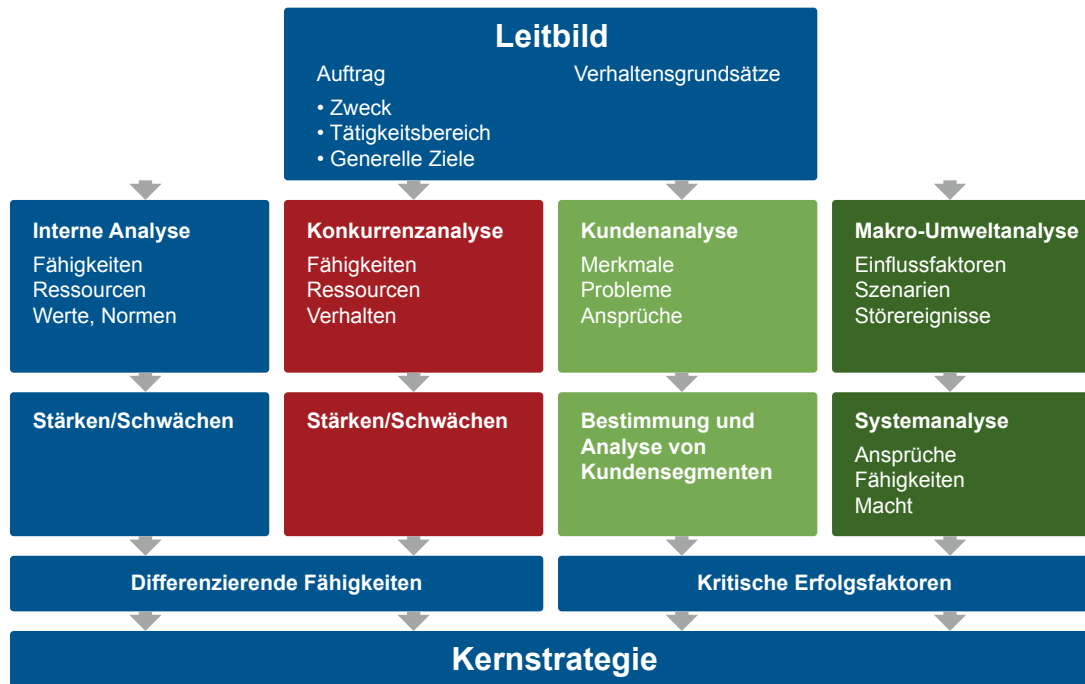 Leitbild
Auftrag
• Zweck
• Tätigkeitsbereich
• Generelle Ziele
Verhaltensgrundsätze
Interne Analyse
Fähigkeiten
Ressourcen
Werte, Normen
Konkurrenzanalyse
Fähigkeiten
Ressourcen
Verhalten
Kundenanalyse
Merkmale
Probleme
Ansprüche
Makro-Umweltanalyse
Einflussfaktoren
Szenarien
Störereignisse
Stärken/Schwächen
Stärken/Schwächen
Bestimmung und
Analyse von
Kundensegmenten
Systemanalyse
Ansprüche
Fähigkeiten
Macht
Differenzierende Fähigkeiten
Kritische Erfolgsfaktoren
Kernstrategie